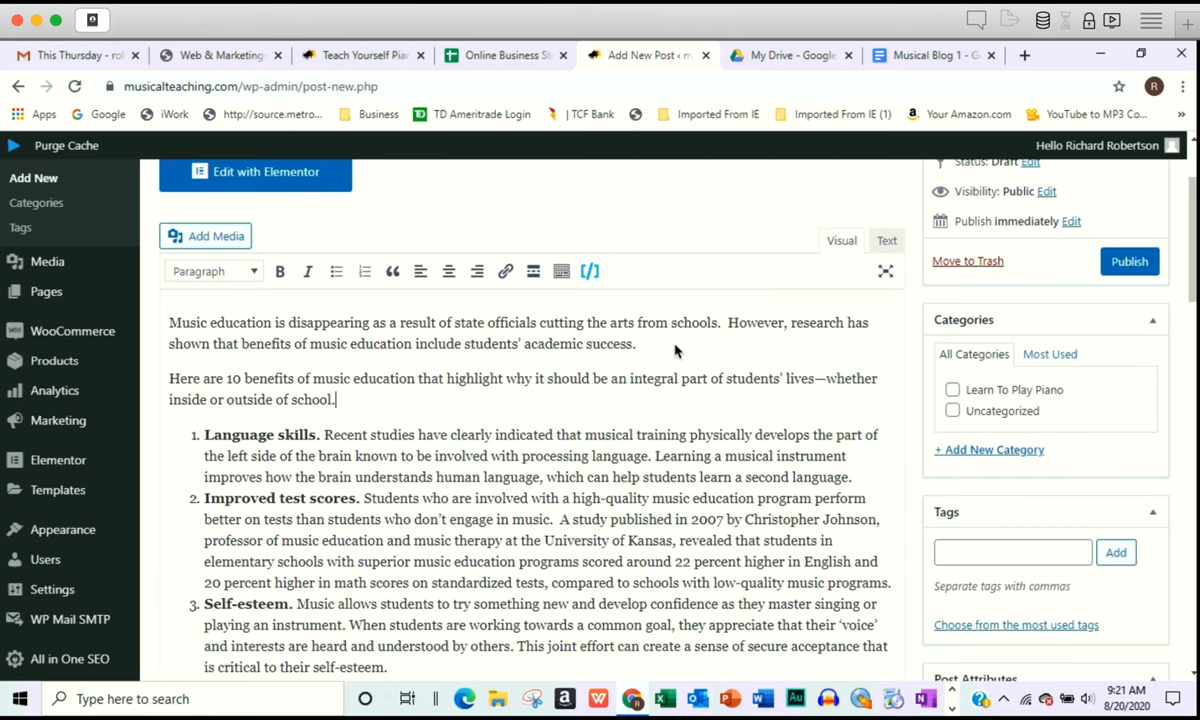 This Thursday - rol
Web & Marketing
Teach Yourself Pian
Online Business St
Add New Post ‹ m
My Drive - Google
Musical Blog 1 - G
musicalteaching.com/wp-admin/post-new.php
R
Apps
Google
iWork
http://source.metro...
Business
TD Ameritrade Login
| TCF Bank
Imported From IE
Imported From IE (1)
Your Amazon.com
YouTube to MP3 Co...
»
Purge Cache
Hello Richard Robertson
Add New
Categories
Tags
Media
Pages
WooCommerce
Products
Analytics
Marketing
Elementor
Templates
Appearance
Users
Settings
WP Mail SMTP
All in One SEO
Edit with Elementor
Add Media
Visual
Text
Paragraph
B
I
Music education is disappearing as a result of state officials cutting the arts from schools. However, research has
shown that benefits of music education include students’ academic success.
Here are 10 benefits of music education that highlight why it should be an integral part of students’ lives—whether
inside or outside of school.
1. Language skills. Recent studies have clearly indicated that musical training physically develops the part of
the left side of the brain known to be involved with processing language. Learning a musical instrument
improves how the brain understands human language, which can help students learn a second language.
2. Improved test scores. Students who are involved with a high-quality music education program perform
better on tests than students who don’t engage in music. A study published in 2007 by Christopher Johnson,
professor of music education and music therapy at the University of Kansas, revealed that students in
elementary schools with superior music education programs scored around 22 percent higher in English and
20 percent higher in math scores on standardized tests, compared to schools with low-quality music programs.
3. Self-esteem. Music allows students to try something new and develop confidence as they master singing or
playing an instrument. When students are working towards a common goal, they appreciate that their ‘voice’
and interests are heard and understood by others. This joint effort can create a sense of secure acceptance that
is critical to their self-esteem.
Status: Draft Edit
Visibility: Public Edit
Publish immediately Edit
Move to Trash
Publish
Categories
All Categories
Most Used
Learn To Play Piano
Uncategorized
+ Add New Category
Tags
Add
Separate tags with commas
Choose from the most used tags
Post Attributes
Type here to search
9:21 AM
8/20/2020